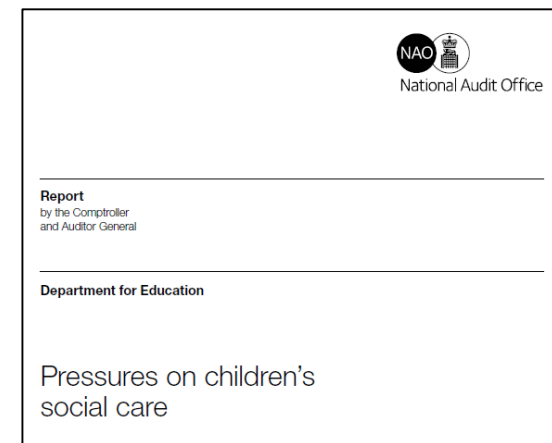 NAO
National Audit Office
Report
by the Comptroller
and Auditor General
Department for Education
Pressures on children's
social care